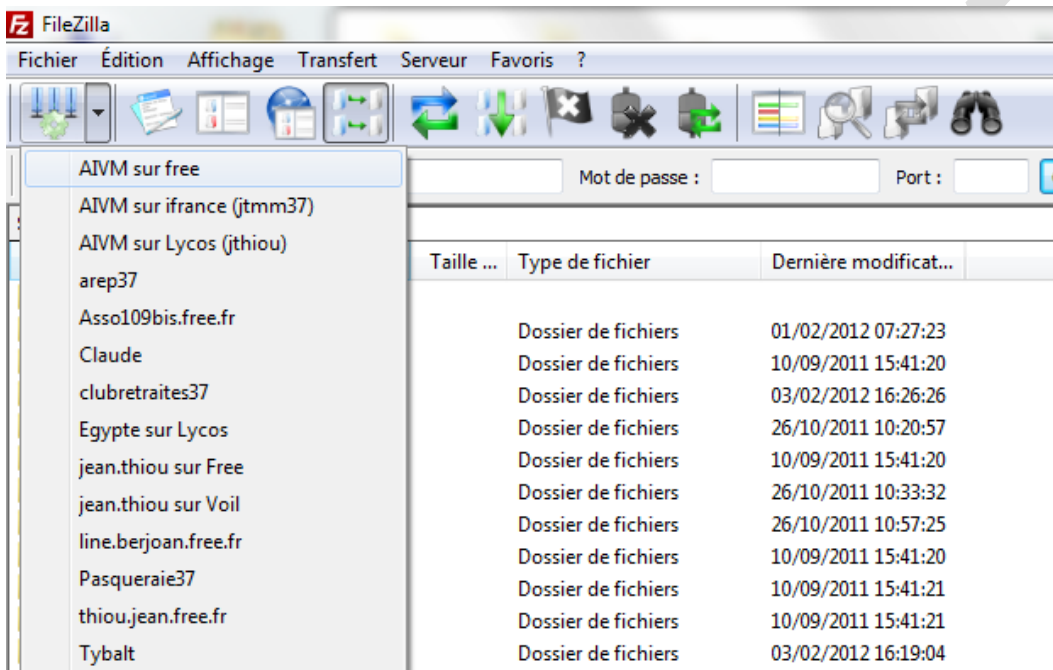 FileZilla
Fichier Édition Affichage Transfert Serveur Favoris ?
Mot de passe : Port :
AIVM sur free
AIVM sur ifrance (jtmm37)
AIVM sur Lycos (jthiou)
arep37
Asso109bis.free.fr
Claude
clubretraites37
Egypte sur Lycos
jean.thiou sur Free
jean.thiou sur Voil
line.berjoan.free.fr
Pasqueraie37
thiou.jean.free.fr
Tybalt
Taille ... Type de fichier Dernière modificat...
Dossier de fichiers 01/02/2012 07:27:23
Dossier de fichiers 10/09/2011 15:41:20
Dossier de fichiers 03/02/2012 16:26:26
Dossier de fichiers 26/10/2011 10:20:57
Dossier de fichiers 10/09/2011 15:41:20
Dossier de fichiers 26/10/2011 10:33:32
Dossier de fichiers 26/10/2011 10:57:25
Dossier de fichiers 10/09/2011 15:41:20
Dossier de fichiers 10/09/2011 15:41:21
Dossier de fichiers 10/09/2011 15:41:21
Dossier de fichiers 03/02/2012 16:19:04